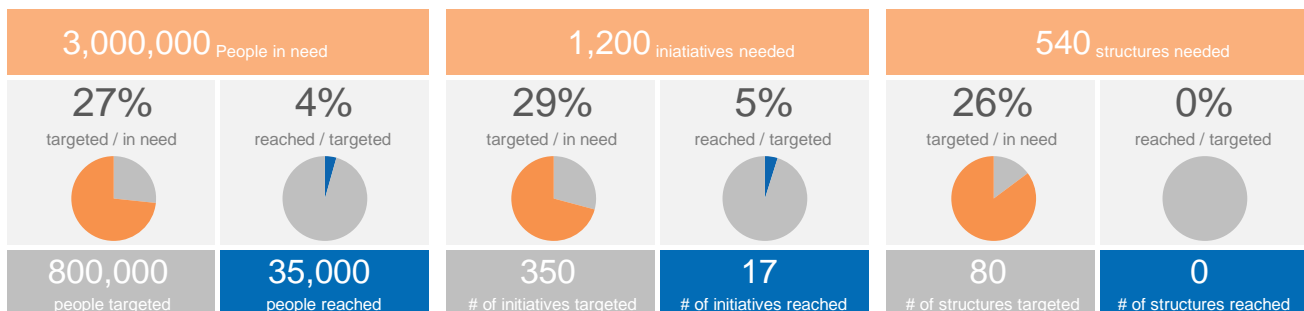 3,000,000 People in need
27%
targeted / in need
4%
reached / targeted
800,000
people targeted
35,000
people reached
1,200 iniatiatives needed
29%
targeted / in need
5%
reached / targeted
350
# of initiatives targeted
17
# of initiatives reached
540 structures needed
26%
targeted / in need
0%
reached / targeted
80
# of structures targeted
0
# of structures reached